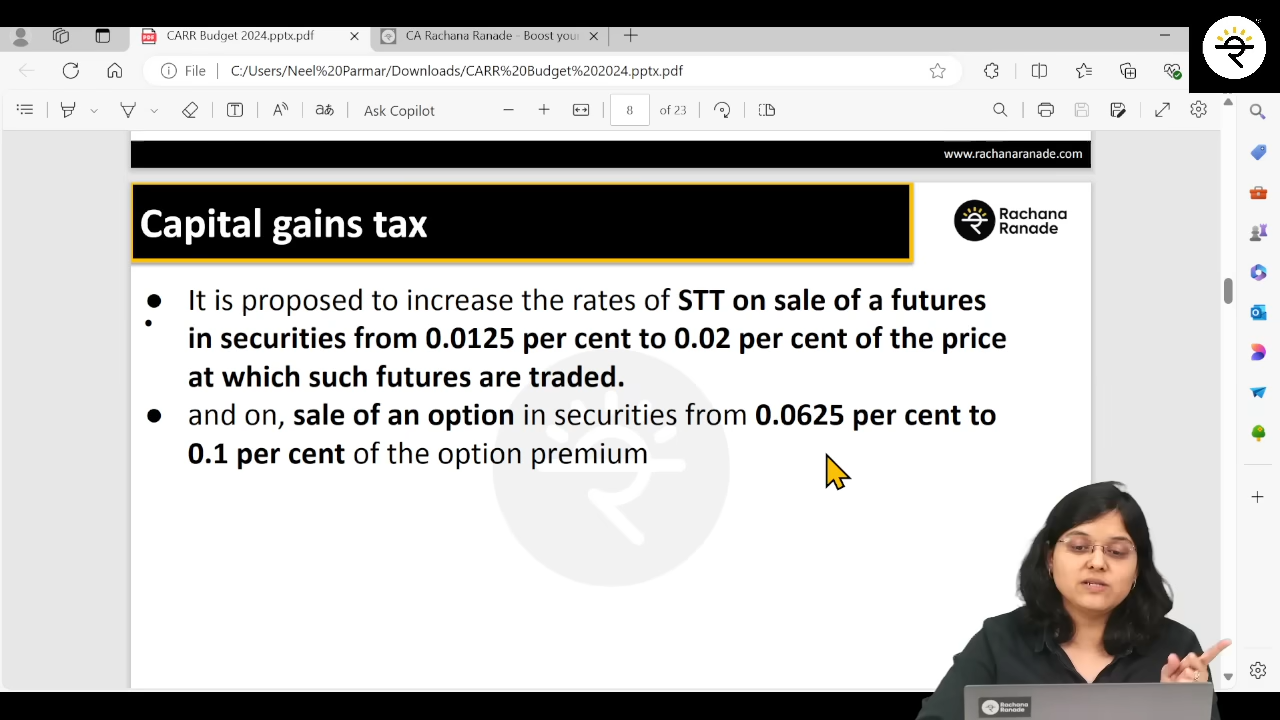 CARR Budget 2024.pptx.pdf
CA Rachana Ranade - Boost your
File
C:/Users/Neel%20Parmar/Downloads/CARR%20Budget%202024.pptx.pdf
Ask Copilot
8
of 23
www.rachanaranade.com
Capital gains tax
Rachana
Ranade
● It is proposed to increase the rates of STT on sale of a futures
in securities from 0.0125 per cent to 0.02 per cent of the price
at which such futures are traded.
● and on, sale of an option in securities from 0.0625 per cent to
0.1 per cent of the option premium
Rachana
Ranade